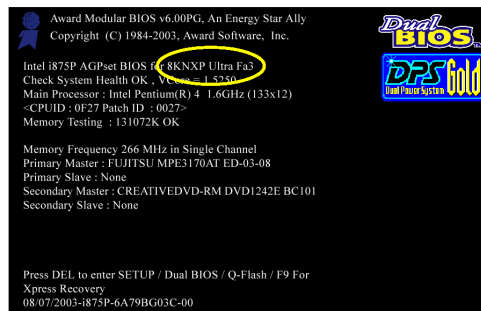 Award Modular BIOS v6.00PG, An Energy Star Ally
Copyright (C) 1984-2003, Award Software, Inc.
Dual
BIOS
Intel i875P AGPset BIOS for 8KNXP Ultra Fa3
Check System Health OK , VCore = 1.5250
Main Processor : Intel Pentium(R) 4 1.6GHz (133x12)
<CPUID : 0F27 Patch ID : 0027>
Memory Testing : 131072K OK
DPS Gold
Dual Power System
Memory Frequency 266 MHz in Single Channel
Primary Master : FUJITSU MPE3170AT ED-03-08
Primary Slave : None
Secondary Master : CREATIVEDVD-RM DVD1242E BC101
Secondary Slave : None
Press DEL to enter SETUP / Dual BIOS / Q-Flash / F9 For
Xpress Recovery
08/07/2003-i875P-6A79BG03C-00